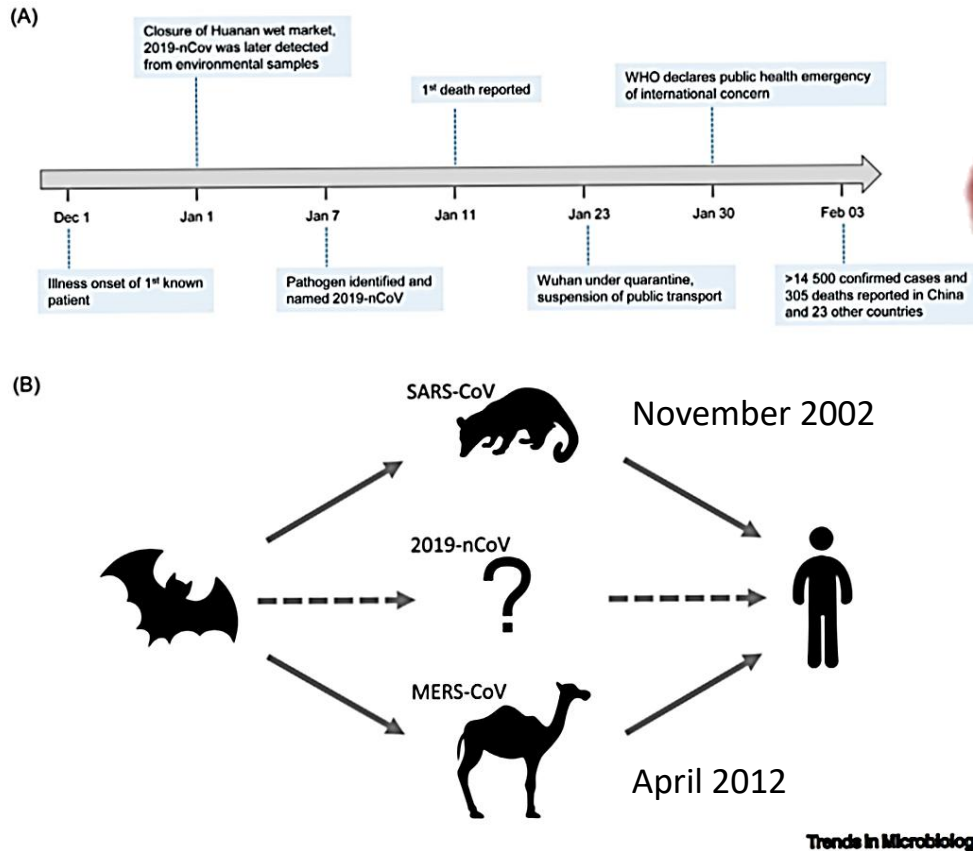 (A)
Closure of Huanan wet market,
2019-nCov was later detected
from environmental samples
1st death reported
WHO declares public health emergency
of international concern
Dec 1
Jan 1
Jan 7
Jan 11
Jan 23
Jan 30
Feb 03
Illness onset of 1st known
patient
Pathogen identified and
named 2019-nCoV
Wuhan under quarantine,
suspension of public transport
>14 500 confirmed cases and
305 deaths reported in China
and 23 other countries
(B)
SARS-CoV
November 2002
2019-nCoV
?
MERS-CoV
April 2012
Trends in Microbiology